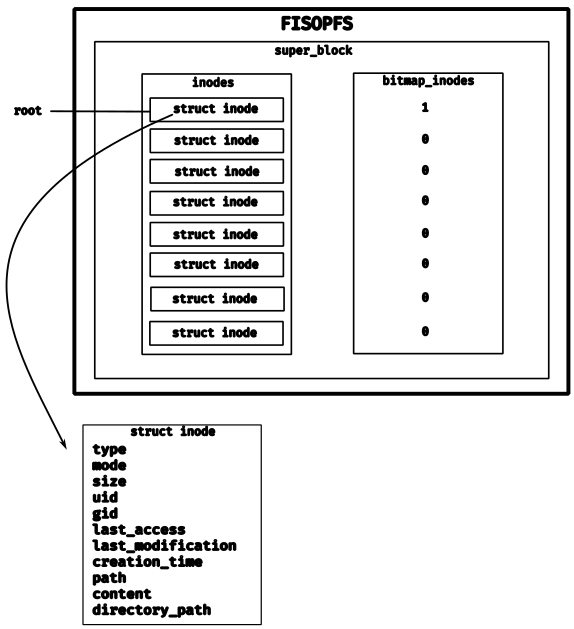 FISOPFS
super_block
inodes
bitmap_inodes
root
struct inode
1
struct inode
0
struct inode
0
struct inode
0
struct inode
0
struct inode
0
struct inode
0
struct inode
0
struct inode
type
mode
size
uid
gid
last_access
last_modification
creation_time
path
content
directory_path